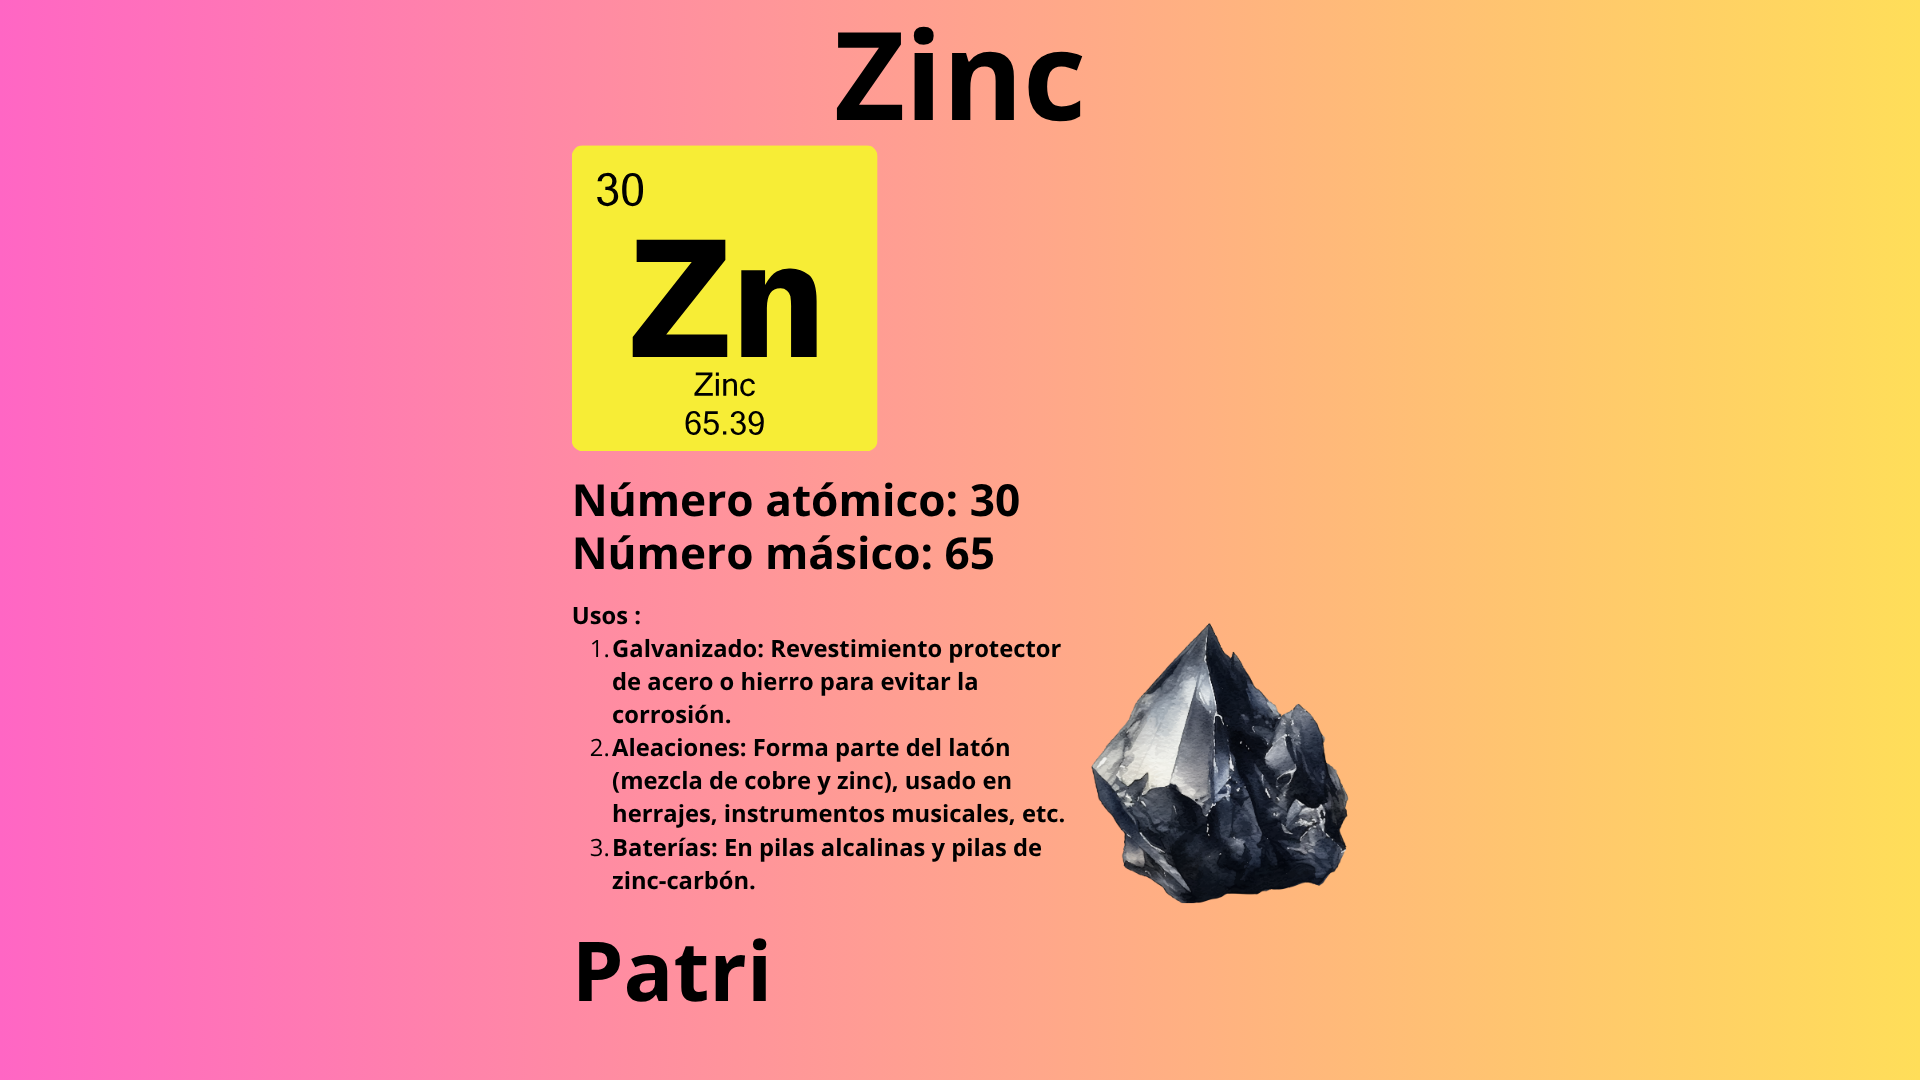 Zinc
30
Zn
Zinc
65.39
Número atómico: 30
Número másico: 65
Usos :
1. Galvanizado: Revestimiento protector
de acero o hierro para evitar la
corrosión.
2. Aleaciones: Forma parte del latón
(mezcla de cobre y zinc), usado en
herrajes, instrumentos musicales, etc.
3. Baterías: En pilas alcalinas y pilas de
zinc-carbón.
Patri